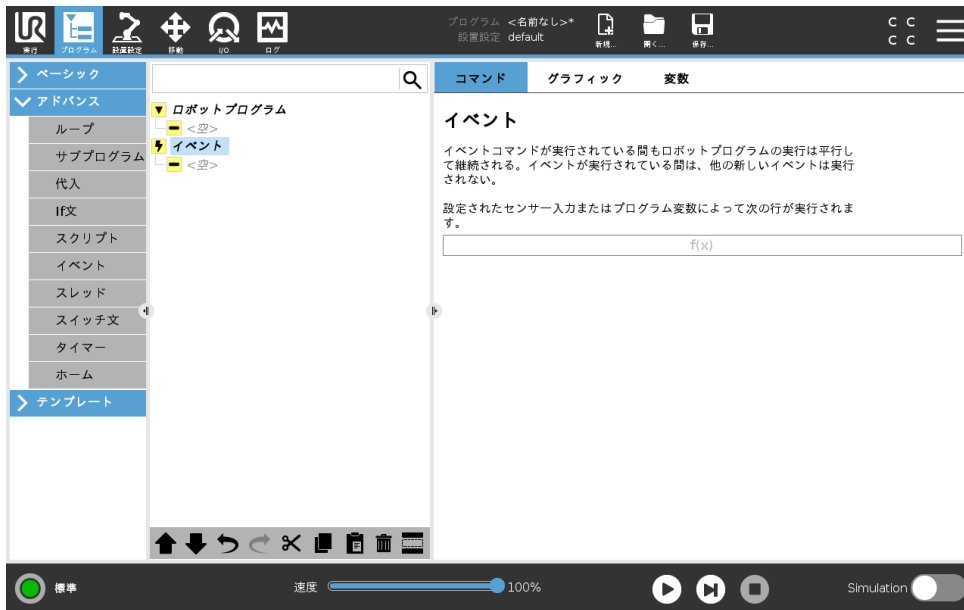 UR
実行
プログラム
設置設定
移動
I/O
ログ
プログラム <名前なし>*
設置設定 default
新規...
開く...
保存...
C C
C C
ベーシック
アドバンス
ループ
サブプログラム
代入
If文
スクリプト
イベント
スレッド
スイッチ文
タイマー
ホーム
テンプレート
ロボットプログラム
<空>
イベント
<空>
コマンド グラフィック 変数
イベント
イベントコマンドが実行されている間もロボットプログラムの実行は平行し
て継続される。イベントが実行されている間は、他の新しいイベントは実行
されない。
設定されたセンサー入力またはプログラム変数によって次の行が実行されま
す。
f(x)
標準
速度 100%
Simulation